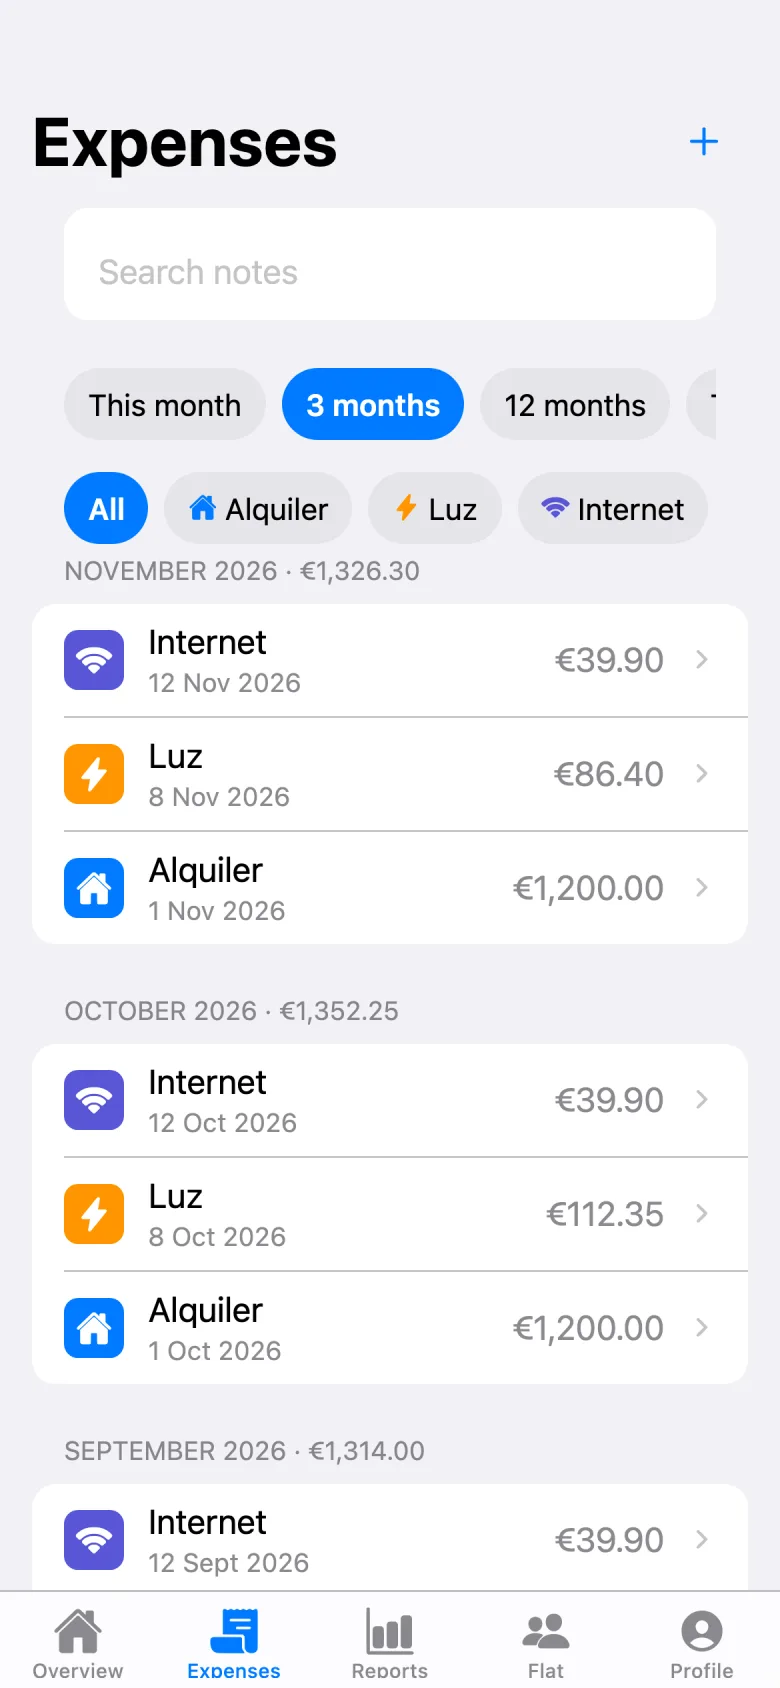 Expenses
Search notes
This month
3 months
12 months
All
Alquiler
Luz
Internet
NOVEMBER 2026 · €1,326.30
Internet
€39.90
12 Nov 2026
Luz
€86.40
8 Nov 2026
Alquiler
€1,200.00
1 Nov 2026
OCTOBER 2026 · €1,352.25
Internet
€39.90
12 Oct 2026
Luz
€112.35
8 Oct 2026
Alquiler
€1,200.00
1 Oct 2026
SEPTEMBER 2026 · €1,314.00
Internet
€39.90
12 Sept 2026
Overview
Expenses
Reports
Flat
Profile